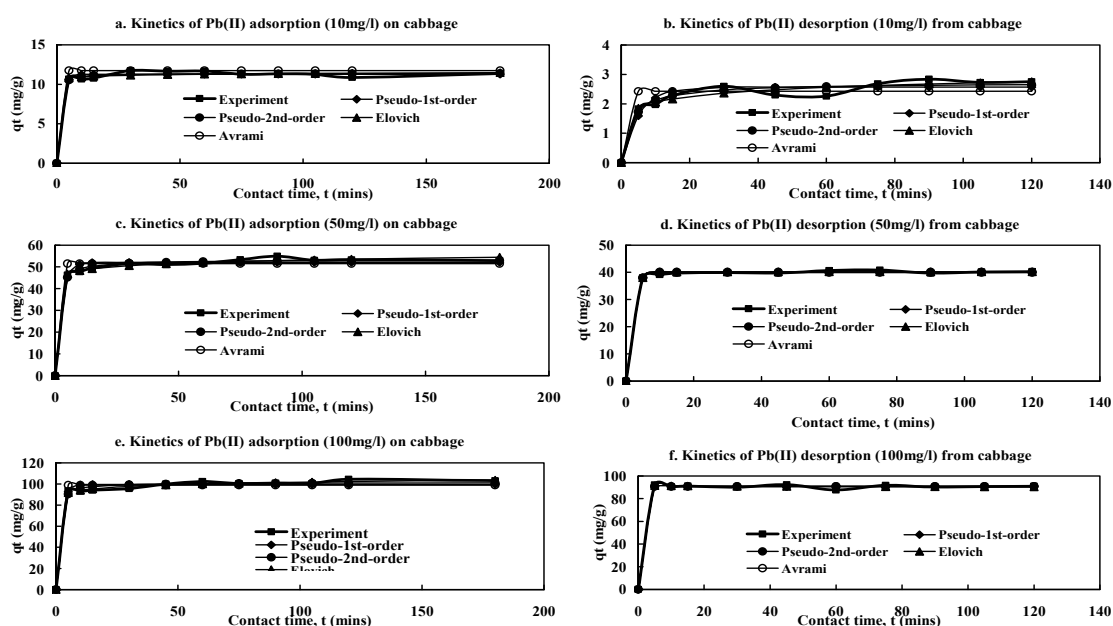 a. Kinetics of Pb(II) adsorption (10mg/l) on cabbage
15
10
5
0
qt (mg/g)
Experiment Pseudo-1st-order
Pseudo-2nd-order Elovich
Avrami
0 50 100 150 200
Contact time, t (mins)
b. Kinetics of Pb(II) desorption (10mg/l) from cabbage
4
3
2
1
0
qt (mg/g)
Experiment Pseudo-1st-order
Pseudo-2nd-order Elovich
Avrami
0 20 40 60 80 100 120 140
Contact time, t (mins)
c. Kinetics of Pb(II) adsorption (50mg/l) on cabbage
60
50
40
30
20
10
0
qt (mg/g)
Experiment Pseudo-1st-order
Pseudo-2nd-order Elovich
Avrami
0 50 100 150 200
Contact time, t (mins)
d. Kinetics of Pb(II) desorption (50mg/l) from cabbage
50
40
30
20
10
0
qt (mg/g)
Experiment Pseudo-1st-order
Pseudo-2nd-order Elovich
Avrami
0 20 40 60 80 100 120 140
Contact time, t (mins)
e. Kinetics of Pb(II) adsorption (100mg/l) on cabbage
120
100
80
60
40
20
0
qt (mg/g)
Experiment
Pseudo-1st-order
Pseudo-2nd-order
Elovich
0 50 100 150 200
Contact time, t (mins)
f. Kinetics of Pb(II) desorption (100mg/l) from cabbage
100
90
80
70
60
50
40
30
20
10
0
qt (mg/g)
Experiment Pseudo-1st-order
Pseudo-2nd-order Elovich
Avrami
0 20 40 60 80 100 120 140
Contact time, t (mins)